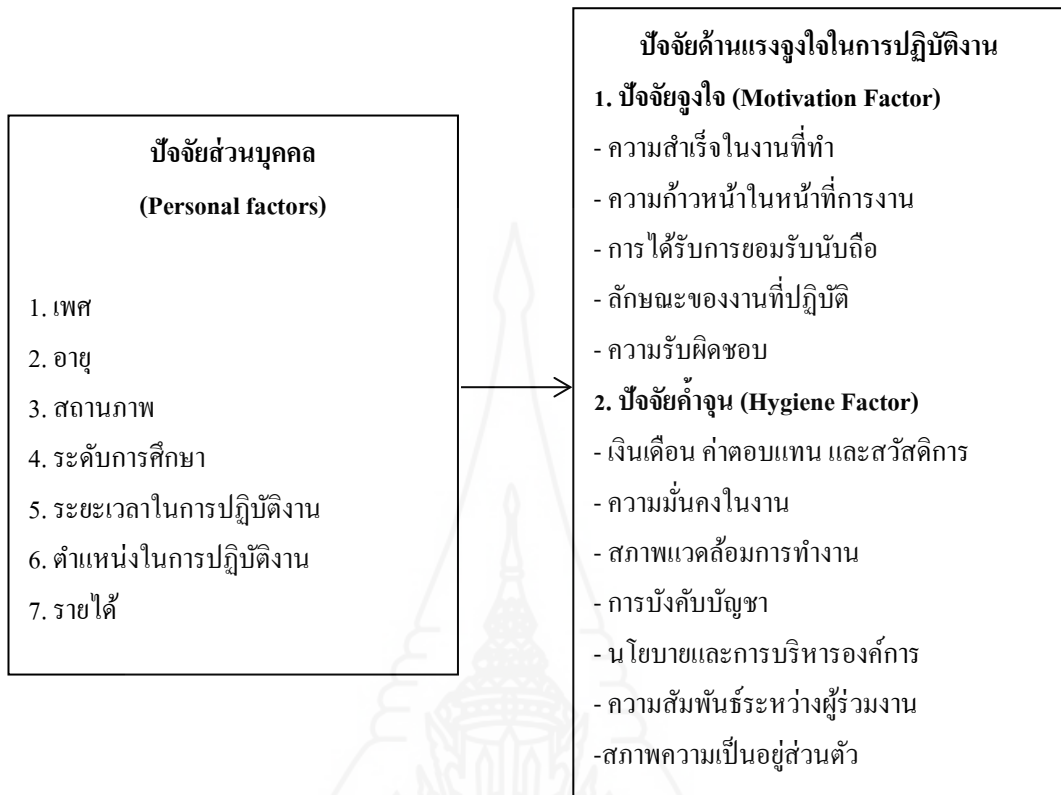 ปัจจัยส่วนบุคคล
(Personal factors)
1. เพศ
2. อายุ
3. สถานภาพ
4. ระดับการศึกษา
5. ระยะเวลาในการปฏิบัติงาน
6. ตำแหน่งในการปฏิบัติงาน
7. รายได้
ปัจจัยด้านแรงจูงใจในการปฏิบัติงาน
1. ปัจจัยจูงใจ (Motivation Factor)
- ความสำเร็จในงานที่ทำ
- ความก้าวหน้าในหน้าที่การงาน
- การได้รับการยอมรับนับถือ
- ลักษณะของงานที่ปฏิบัติ
- ความรับผิดชอบ
2. ปัจจัยค้ำจุน (Hygiene Factor)
- เงินเดือน ค่าตอบแทน และสวัสดิการ
- ความมั่นคงในงาน
- สภาพแวดล้อมการทำงาน
- การบังคับบัญชา
- นโยบายและการบริหารองค์การ
- ความสัมพันธ์ระหว่างผู้ร่วมงาน
-สภาพความเป็นอยู่ส่วนตัว